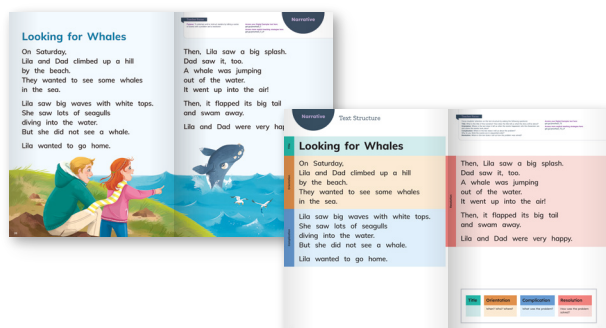 Looking for Whales
On Saturday,
Lila and Dad climbed up a hill
by the beach.
They wanted to see some whales
in the sea.
Lila saw big waves with white tops.
She saw lots of seagulls
diving into the water.
But she did not see a whale.
Lila wanted to go home.
Narrative
Then, Lila saw a big splash.
Dad saw it, too.
A whale was jumping
out of the water.
It went up into the air!
Then, it flapped its big tail
and swam away.
Lila and Dad were very hap
Narrative
Text Structure
Looking for Whales
On Saturday,
Lila and Dad climbed up a hill
by the beach.
They wanted to see some whales
in the sea.
Lila saw big waves with white tops.
She saw lots of seagulls
diving into the water.
But she did not see a whale.
Lila wanted to go home.
Then, Lila saw a big splash.
Dad saw it, too.
A whale was jumping
out of the water.
It went up into the air!
Then, it flapped its big tail
and swam away.
Lila and Dad were very happy.
Title
Orientation
Complication
Resolution
What was the problem?
How was the problem
solved?